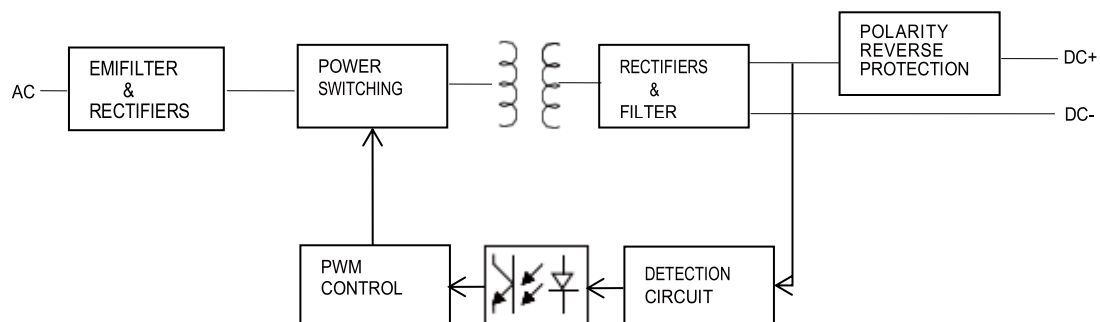 AC
EMIFILTER
&
RECTIFIERS
POWER
SWITCHING
RECTIFIERS
&
FILTER
POLARITY
REVERSE
PROTECTION
DC+
DC-
PWM
CONTROL
DETECTION
CIRCUIT